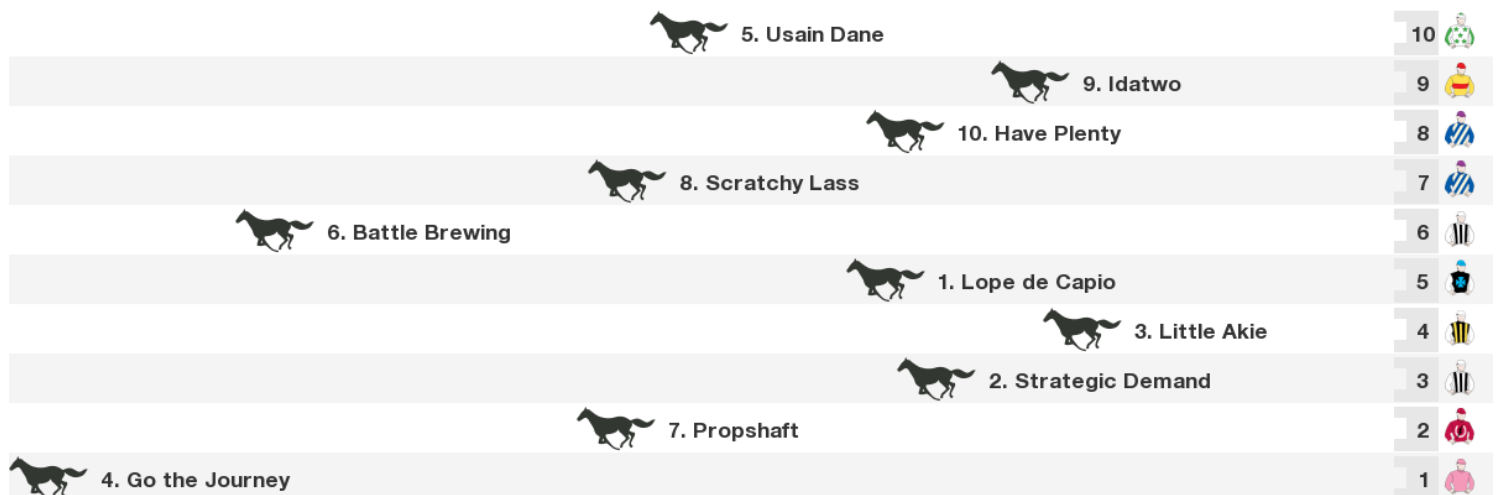 5. Usain Dane 10
9. Idatwo 9
10. Have Plenty 8
8. Scratchy Lass 7
6. Battle Brewing 6
1. Lope de Capio 5
3. Little Akie 4
2. Strategic Demand 3
7. Propshaft 2
4. Go the Journey 1